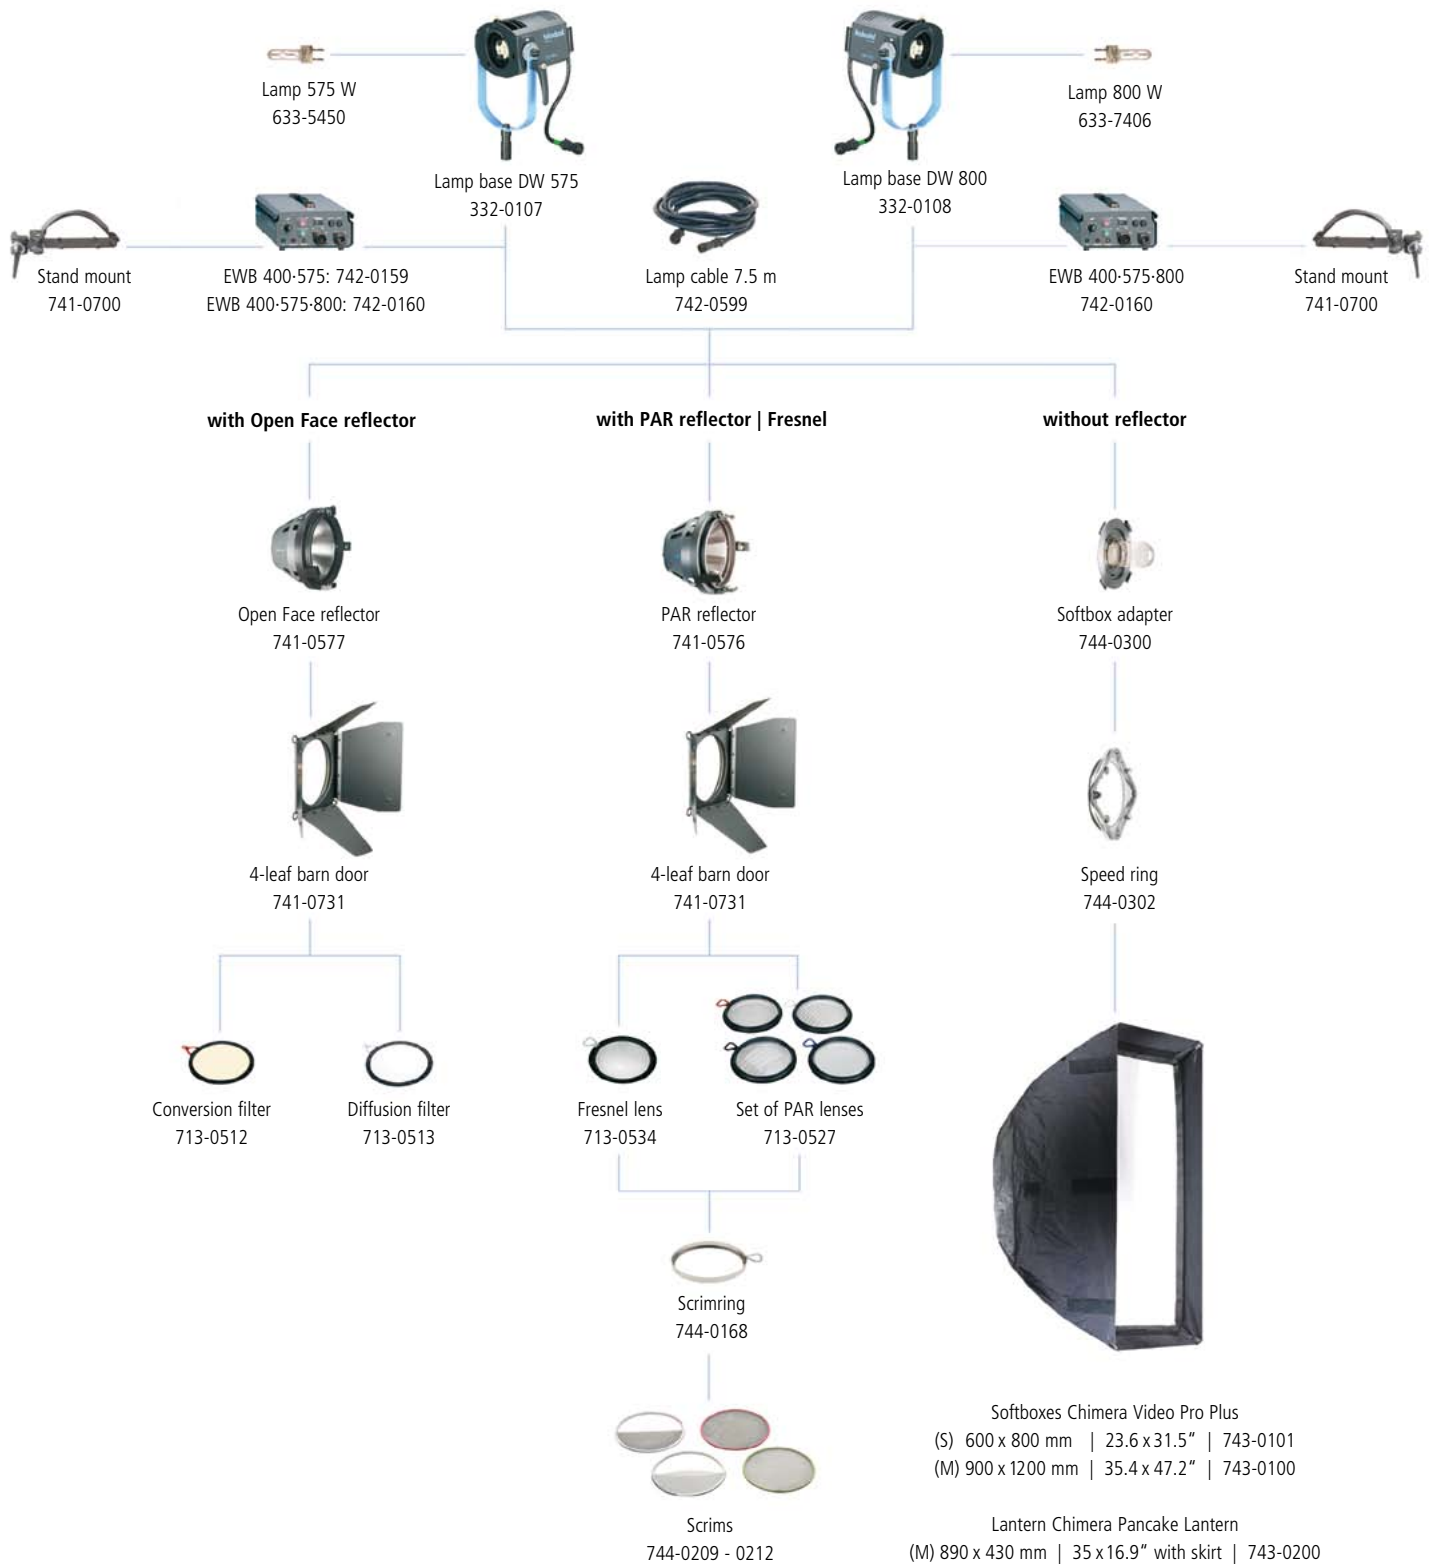 Lamp 575 W
633-5450
Lamp 800 W
633-7406
Lamp base DW 575
332-0107
Lamp base DW 800
332-0108
Stand mount
741-0700
EWB 400·575: 742-0159
EWB 400·575·800: 742-0160
Lamp cable 7.5 m
742-0599
EWB 400·575·800
742-0160
Stand mount
741-0700
with Open Face reflector
with PAR reflector | Fresnel
without reflector
Open Face reflector
741-0577
PAR reflector
741-0576
Softbox adapter
744-0300
4-leaf barn door
741-0731
4-leaf barn door
741-0731
Speed ring
744-0302
Conversion filter
713-0512
Diffusion filter
713-0513
Fresnel lens
713-0534
Set of PAR lenses
713-0527
Scrimring
744-0168
Scrims
744-0209 - 0212
Softboxes Chimera Video Pro Plus
(S) 600 x 800 mm | 23.6 x 31.5“ | 743-0101
(M) 900 x 1200 mm | 35.4 x 47.2“ | 743-0100
Lantern Chimera Pancake Lantern
(M) 890 x 430 mm | 35 x 16.9“ with skirt | 743-0200